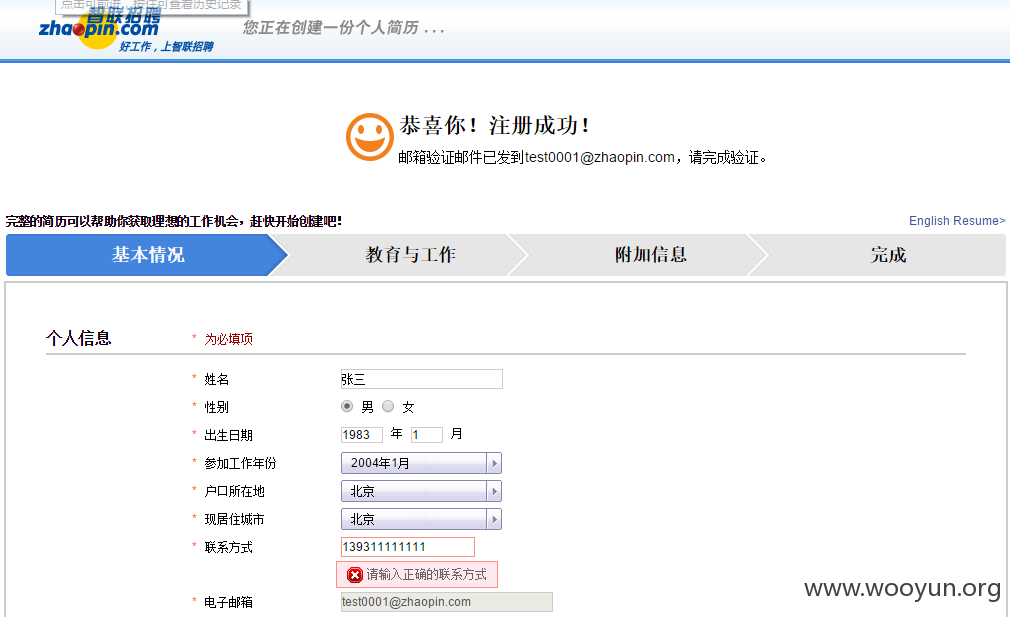 点击可前进，按住可查看历史记录
智联招聘
zhaopin.com
好工作，上智联招聘
您正在创建一份个人简历 ...
恭喜你！注册成功！
邮箱验证邮件已发到test0001@zhaopin.com，请完成验证。
完整的简历可以帮助你获取理想的工作机会，赶快开始创建吧!
English Resume>
基本情况 教育与工作 附加信息 完成
个人信息 * 为必填项
* 姓名 张三
* 性别 男 女
* 出生日期 1983 年 1 月
* 参加工作年份 2004年1月
* 户口所在地 北京
* 现居住城市 北京
* 联系方式 139311111111
请输入正确的联系方式
* 电子邮箱 test0001@zhaopin.com
www.wooyun.org